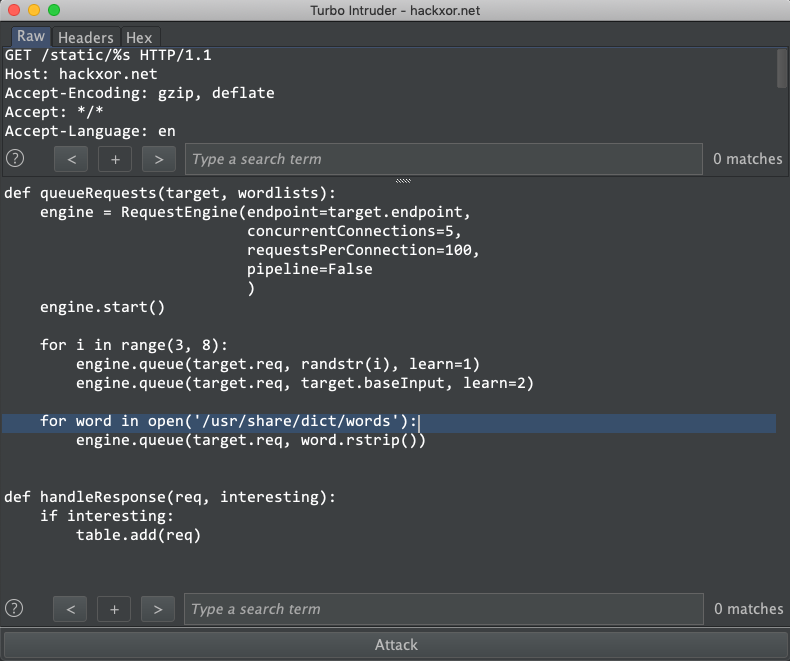 Turbo Intruder - hackxor.net
Raw Headers Hex
GET /static/%s HTTP/1.1
Host: hackxor.net
Accept-Encoding: gzip, deflate
Accept: */*
Accept-Language: en
? < + > Type a search term 0 matches
def queueRequests(target, wordlists):
    engine = RequestEngine(endpoint=target.endpoint,
                           concurrentConnections=5,
                           requestsPerConnection=100,
                           pipeline=False
                           )
    engine.start()
    for i in range(3, 8):
        engine.queue(target.req, randstr(i), learn=1)
        engine.queue(target.req, target.baseInput, learn=2)
    for word in open('/usr/share/dict/words'):
        engine.queue(target.req, word.rstrip())
def handleResponse(req, interesting):
    if interesting:
        table.add(req)
? < + > Type a search term 0 matches
Attack